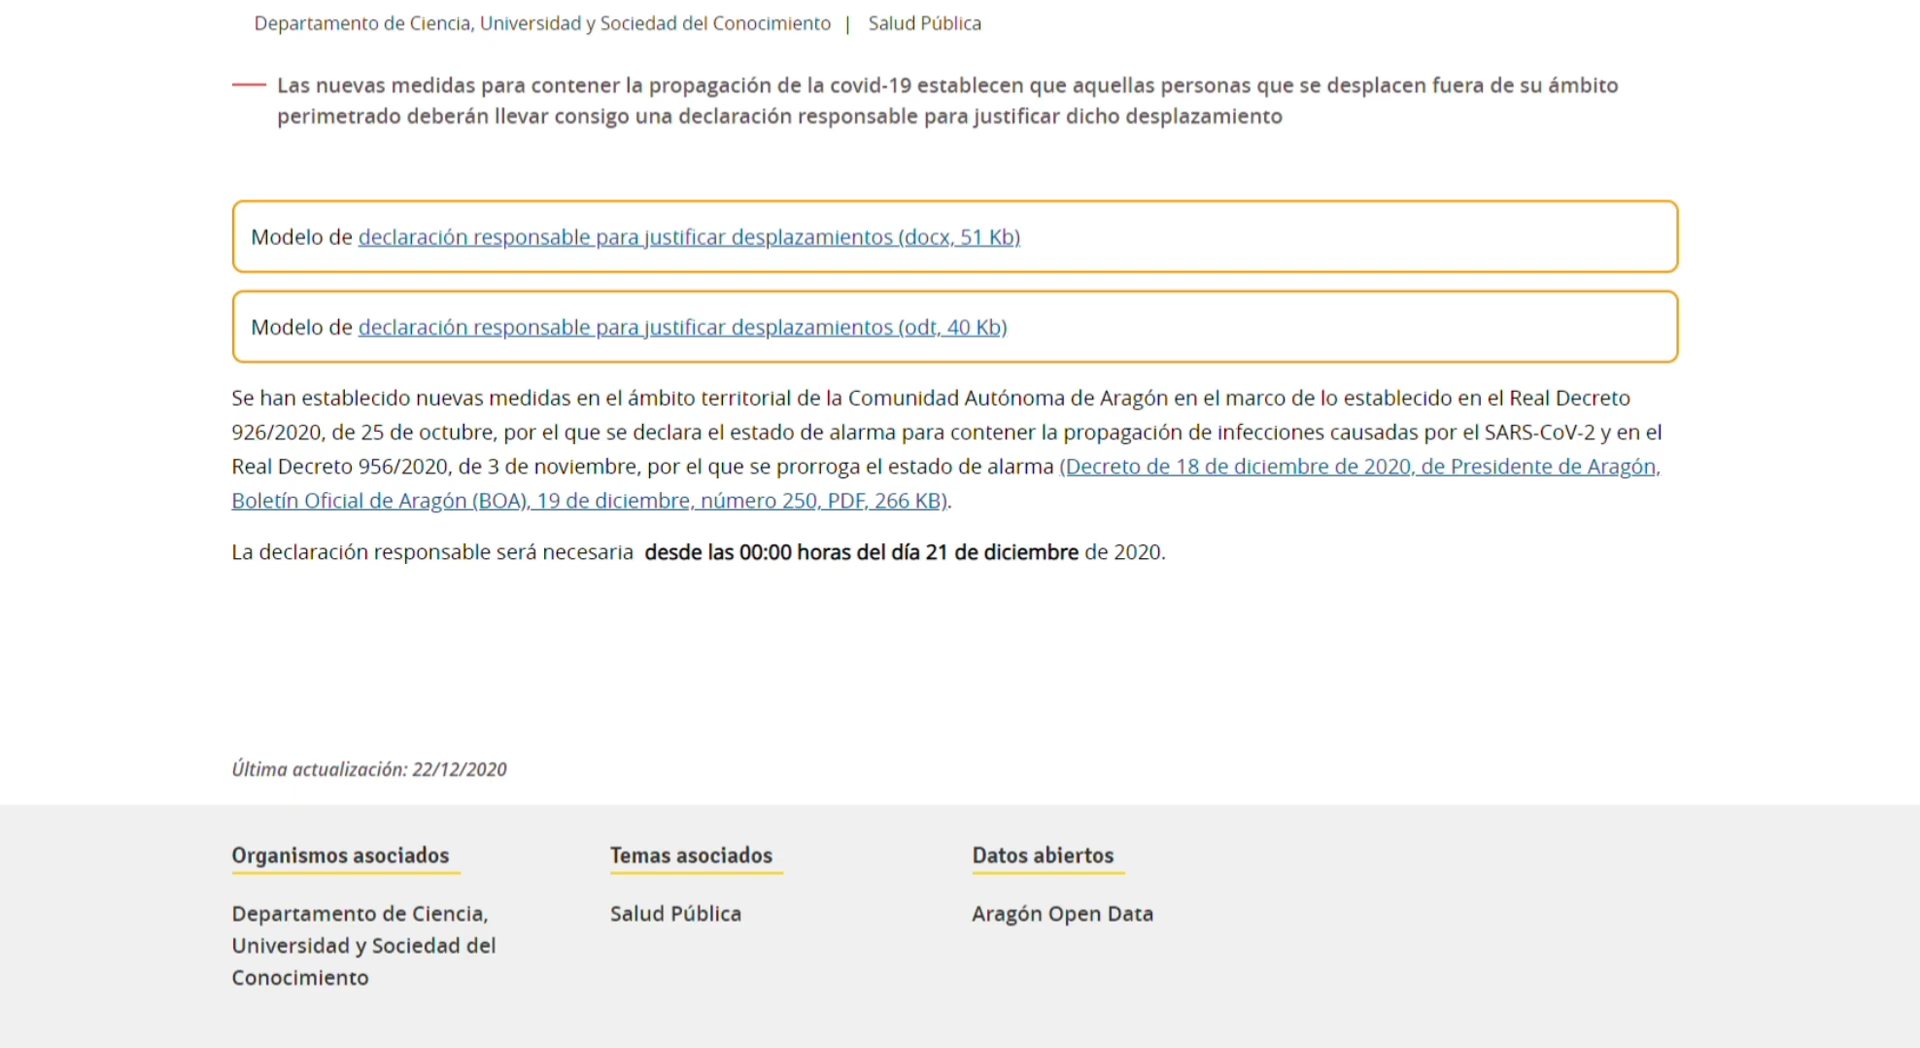 Departamento de Ciencia, Universidad y Sociedad del Conocimiento | Salud Pública
Las nuevas medidas para contener la propagación de la covid-19 establecen que aquellas personas que se desplacen fuera de su ámbito
perimetrado deberán llevar consigo una declaración responsable para justificar dicho desplazamiento
Modelo de declaración responsable para justificar desplazamientos (docx, 51 Kb)
Modelo de declaración responsable para justificar desplazamientos (odt, 40 Kb)
Se han establecido nuevas medidas en el ámbito territorial de la Comunidad Autónoma de Aragón en el marco de lo establecido en el Real Decreto
926/2020, de 25 de octubre, por el que se declara el estado de alarma para contener la propagación de infecciones causadas por el SARS-CoV-2 y en el
Real Decreto 956/2020, de 3 de noviembre, por el que se prorroga el estado de alarma (Decreto de 18 de diciembre de 2020, de Presidente de Aragón,
Boletín Oficial de Aragón (BOA), 19 de diciembre, número 250, PDF, 266 KB).
La declaración responsable será necesaria desde las 00:00 horas del día 21 de diciembre de 2020.
Última actualización: 22/12/2020
Organismos asociados
Departamento de Ciencia,
Universidad y Sociedad del
Conocimiento
Temas asociados
Salud Pública
Datos abiertos
Aragón Open Data